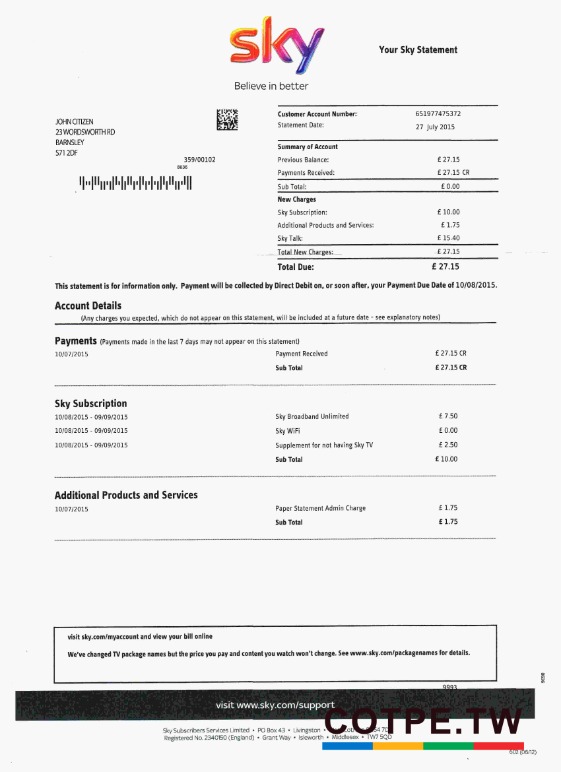 sky
Your Sky Statement
Believe in better
JOHN CITIZEN
23 WORDSWORTH RD
BARNSLEY
S71 2DF
359/00102
Customer Account Number: 651977475372
Statement Date: 27 July 2015
Summary of Account
Previous Balance: £ 27.15
Payments Received: £ 27.15 CR
Sub Total: £ 0.00
New Charges
Sky Subscription: £ 10.00
Additional Products and Services: £ 1.75
Sky Talk: £ 15.40
Total New Charges: £ 27.15
Total Due: £ 27.15
This statement is for information only. Payment will be collected by Direct Debit on, or soon after, your Payment Due Date of 10/08/2015.
Account Details
(Any charges you expected, which do not appear on this statement, will be included at a future date - see explanatory notes)
Payments (Payments made in the last 7 days may not appear on this statement)
10/07/2015 Payment Received £ 27.15 CR
Sub Total £ 27.15 CR
Sky Subscription
10/08/2015 - 09/09/2015 Sky Broadband Unlimited £ 7.50
10/08/2015 - 09/09/2015 Sky WiFi £ 0.00
10/08/2015 - 09/09/2015 Supplement for not having Sky TV £ 2.50
Sub Total £ 10.00
Additional Products and Services
10/07/2015 Paper Statement Admin Charge £ 1.75
Sub Total £ 1.75
visit sky.com/myaccount and view your bill online
We've changed TV package names but the price you pay and content you watch won't change. See www.sky.com/packagenames for details.
9993
visit www.sky.com/support
COTPE.TW
Sky Subscribers Services Limited • PO Box 43 • Livingston •
Registered No. 2340150 (England) • Grant Way • Isleworth • Middlesex • TW7 5QD